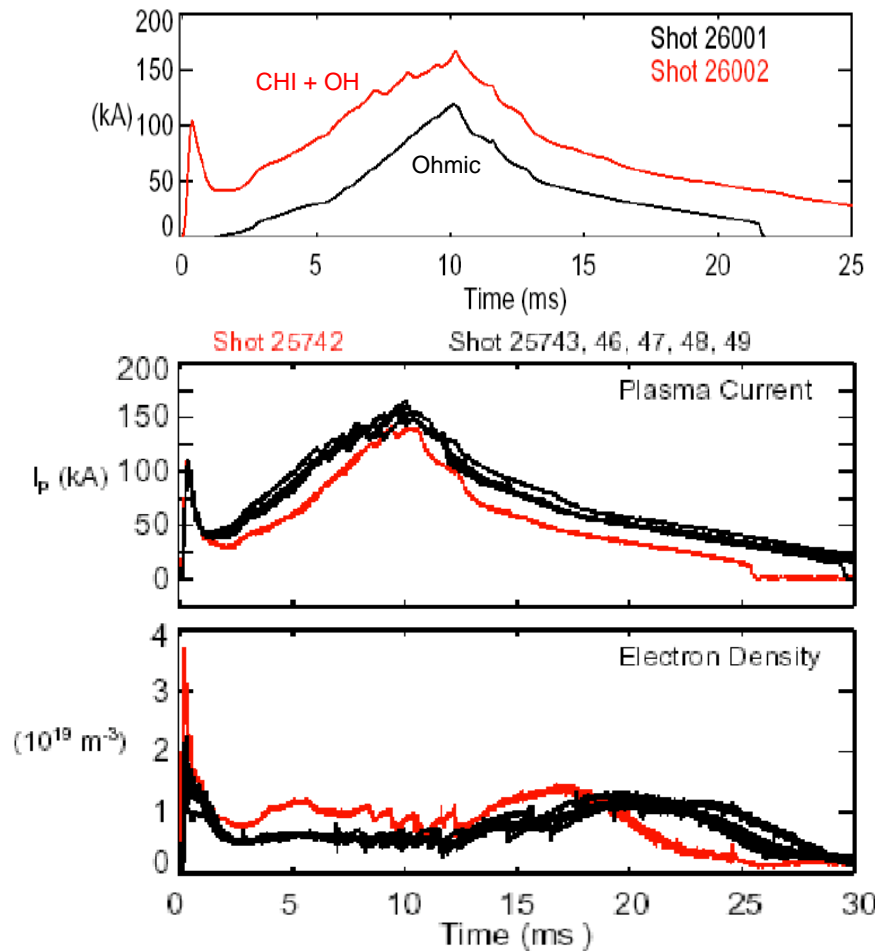 200
Shot 26001
Shot 26002
150
CHI + OH
(kA)
100
Ohmic
50
0
0 5 10 15 20 25
Time (ms)
Shot 25742 Shot 25743, 46, 47, 48, 49
200
Plasma Current
150
Ip (kA)
100
50
0
4
Electron Density
3
(10¹⁹ m⁻³)
2
1
0
0 5 10 15 20 25 30
Time (ms )